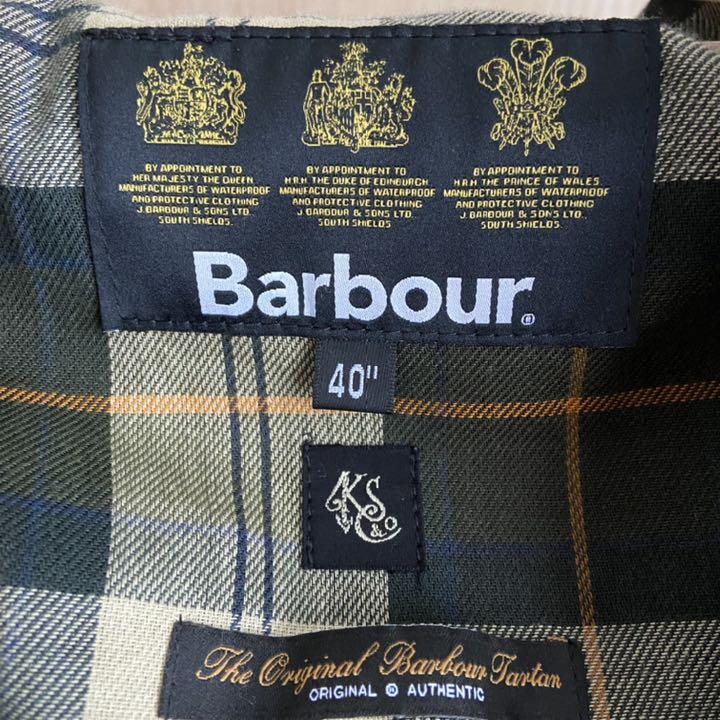 BY APPOINTMENT TO
HER MAJESTY THE QUEEN
MANUFACTURERS OF WATERPROOF
AND PROTECTIVE CLOTHING
J. BARBOUR & SONS LTD.
SOUTH SHIELDS.
BY APPOINTMENT TO
H.R.H. THE DUKE OF EDINBURGH
MANUFACTURERS OF WATERPROOF
AND PROTECTIVE CLOTHING
J. BARBOUR & SONS LTD.
SOUTH SHIELDS
BY APPOINTMENT TO
H.R.H. THE PRINCE OF WALES
MANUFACTURERS OF WATERPROOF
AND PROTECTIVE CLOTHING
J. BARBOUR & SONS LTD.
SOUTH SHIELDS.
Barbour®
40"
KS
&Co
The Original Barbour Tartan
ORIGINAL ® AUTHENTIC